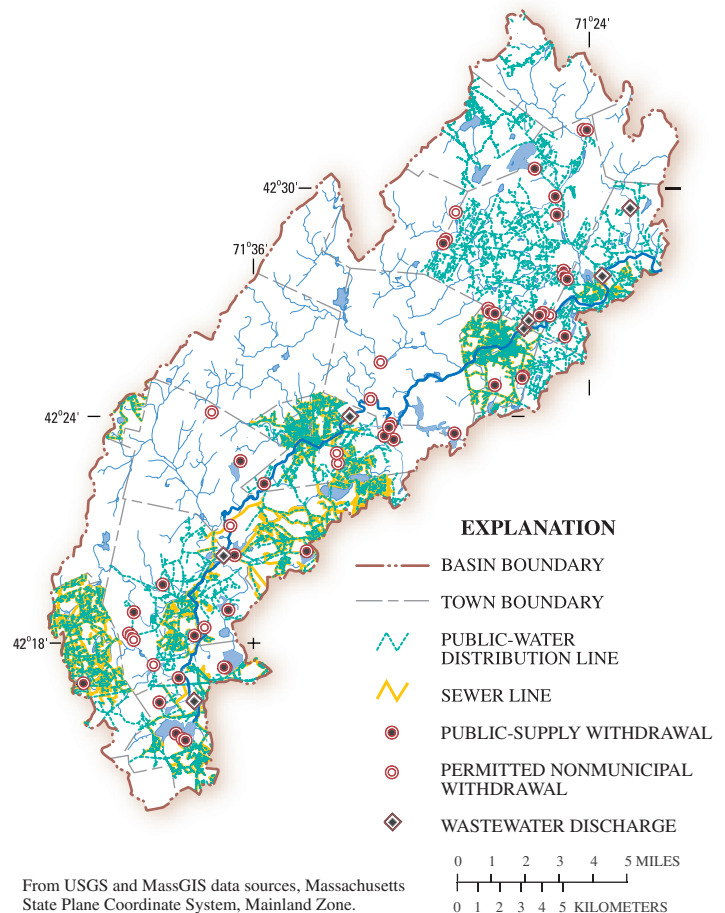 71°24'
42°30'
71°36'
42°24'
42°18'
EXPLANATION
BASIN BOUNDARY
TOWN BOUNDARY
PUBLIC-WATER
DISTRIBUTION LINE
SEWER LINE
PUBLIC-SUPPLY WITHDRAWAL
PERMITTED NONMUNICIPAL
WITHDRAWAL
WASTEWATER DISCHARGE
0 1 2 3 4 5 MILES
0 1 2 3 4 5 KILOMETERS
From USGS and MassGIS data sources, Massachusetts
State Plane Coordinate System, Mainland Zone.